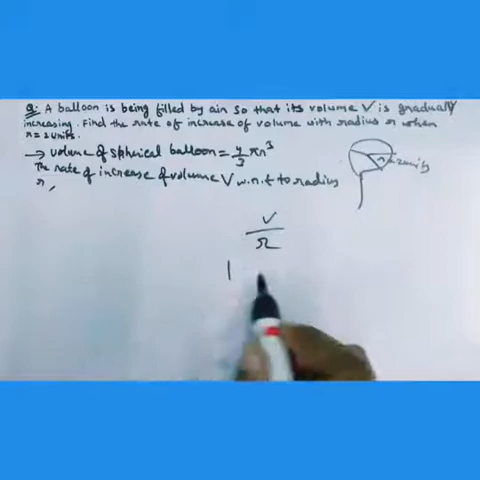 Q: A balloon is being filled by air so that its volume V is gradually
increasing. Find the rate of increase of volume with radius r when
r=2 units.
→ volume of spherical balloon = 4/3 πr³
r=2units
The rate of increase of volume V w.r.t to radius
r,
V
r
1